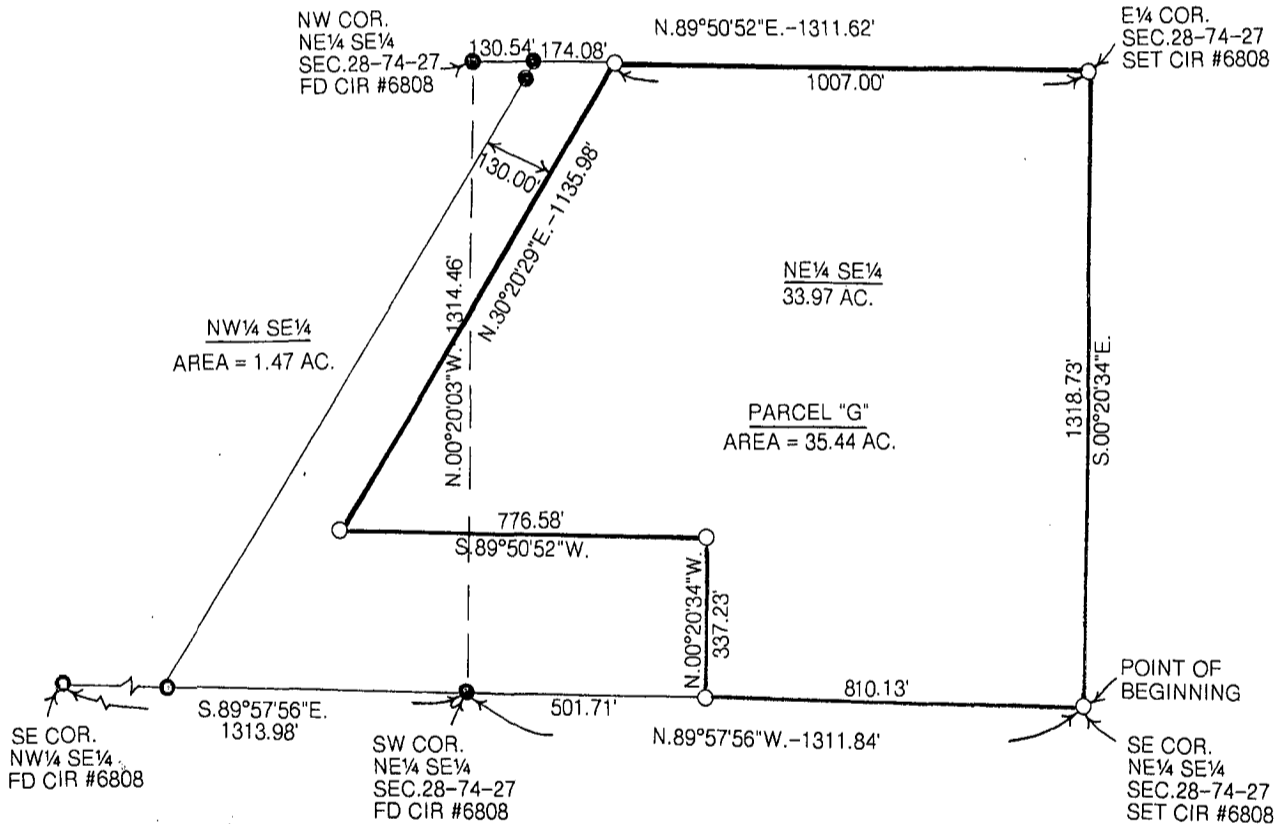 NW COR.
NE¼ SE¼
SEC.28-74-27
FD CIR #6808
130.54'
174.08'
N.89°50'52"E.-1311.62'
1007.00'
E¼ COR.
SEC.28-74-27
SET CIR #6808
130.00'
N.30°20'29"E.-1135.98'
N.00°20'03"W.-1314.46'
NW¼ SE¼
AREA = 1.47 AC.
NE¼ SE¼
33.97 AC.
PARCEL "G"
AREA = 35.44 AC.
1318.73'
S.00°20'34"E.
776.58'
S.89°50'52"W.
N.00°20'34"W.
337.23'
810.13'
POINT OF
BEGINNING
501.71'
S.89°57'56"E.
1313.98'
N.89°57'56"W.-1311.84'
SE COR.
NW¼ SE¼
FD CIR #6808
SW COR.
NE¼ SE¼
SEC.28-74-27
FD CIR #6808
SE COR.
NE¼ SE¼
SEC.28-74-27
SET CIR #6808